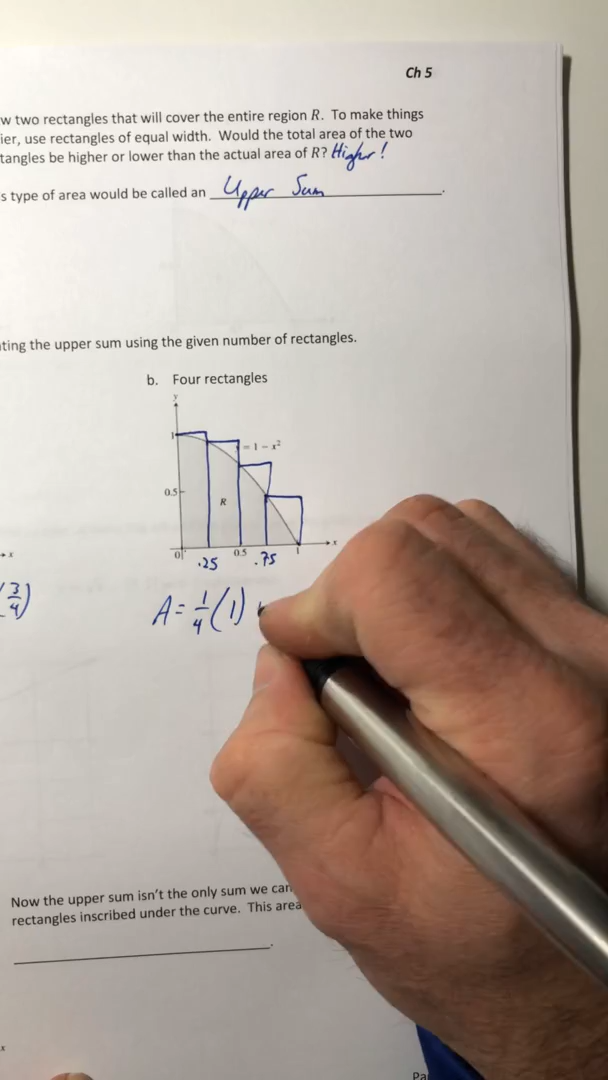 Ch 5
w two rectangles that will cover the entire region R. To make things
ier, use rectangles of equal width. Would the total area of the two
tangles be higher or lower than the actual area of R? Higher!
s type of area would be called an Upper Sum.
ting the upper sum using the given number of rectangles.
b. Four rectangles
y
1
= 1 − x²
0.5
R
x
x
0
.25
0.5
.75
1
3/4)
A = 1/4 (1)
Now the upper sum isn't the only sum we can
rectangles inscribed under the curve. This area
.
x
Pa